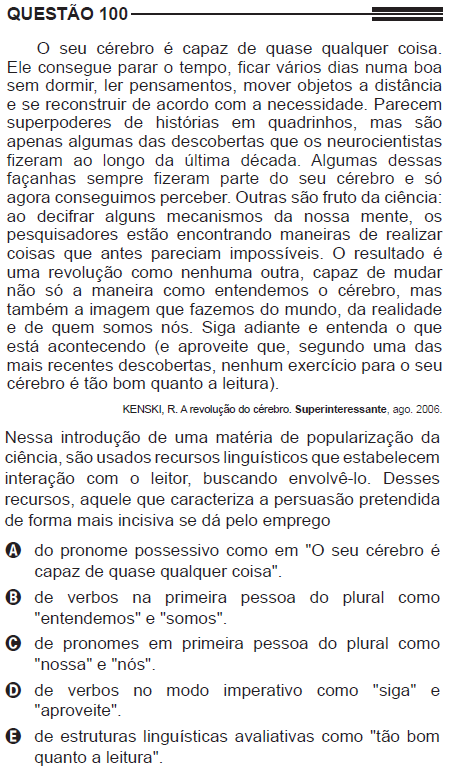 QUESTÃO 100
O seu cérebro é capaz de quase qualquer coisa.
Ele consegue parar o tempo, ficar vários dias numa boa
sem dormir, ler pensamentos, mover objetos a distância
e se reconstruir de acordo com a necessidade. Parecem
superpoderes de histórias em quadrinhos, mas são
apenas algumas das descobertas que os neurocientistas
fizeram ao longo da última década. Algumas dessas
façanhas sempre fizeram parte do seu cérebro e só
agora conseguimos perceber. Outras são fruto da ciência:
ao decifrar alguns mecanismos da nossa mente, os
pesquisadores estão encontrando maneiras de realizar
coisas que antes pareciam impossíveis. O resultado é
uma revolução como nenhuma outra, capaz de mudar
não só a maneira como entendemos o cérebro, mas
também a imagem que fazemos do mundo, da realidade
e de quem somos nós. Siga adiante e entenda o que
está acontecendo (e aproveite que, segundo uma das
mais recentes descobertas, nenhum exercício para o seu
cérebro é tão bom quanto a leitura).
KENSKI, R. A revolução do cérebro. Superinteressante, ago. 2006.
Nessa introdução de uma matéria de popularização da
ciência, são usados recursos linguísticos que estabelecem
interação com o leitor, buscando envolvê-lo. Desses
recursos, aquele que caracteriza a persuasão pretendida
de forma mais incisiva se dá pelo emprego
A do pronome possessivo como em "O seu cérebro é
capaz de quase qualquer coisa".
B de verbos na primeira pessoa do plural como
"entendemos" e "somos".
C de pronomes em primeira pessoa do plural como
"nossa" e "nós".
D de verbos no modo imperativo como "siga" e
"aproveite".
E de estruturas linguísticas avaliativas como "tão bom
quanto a leitura".